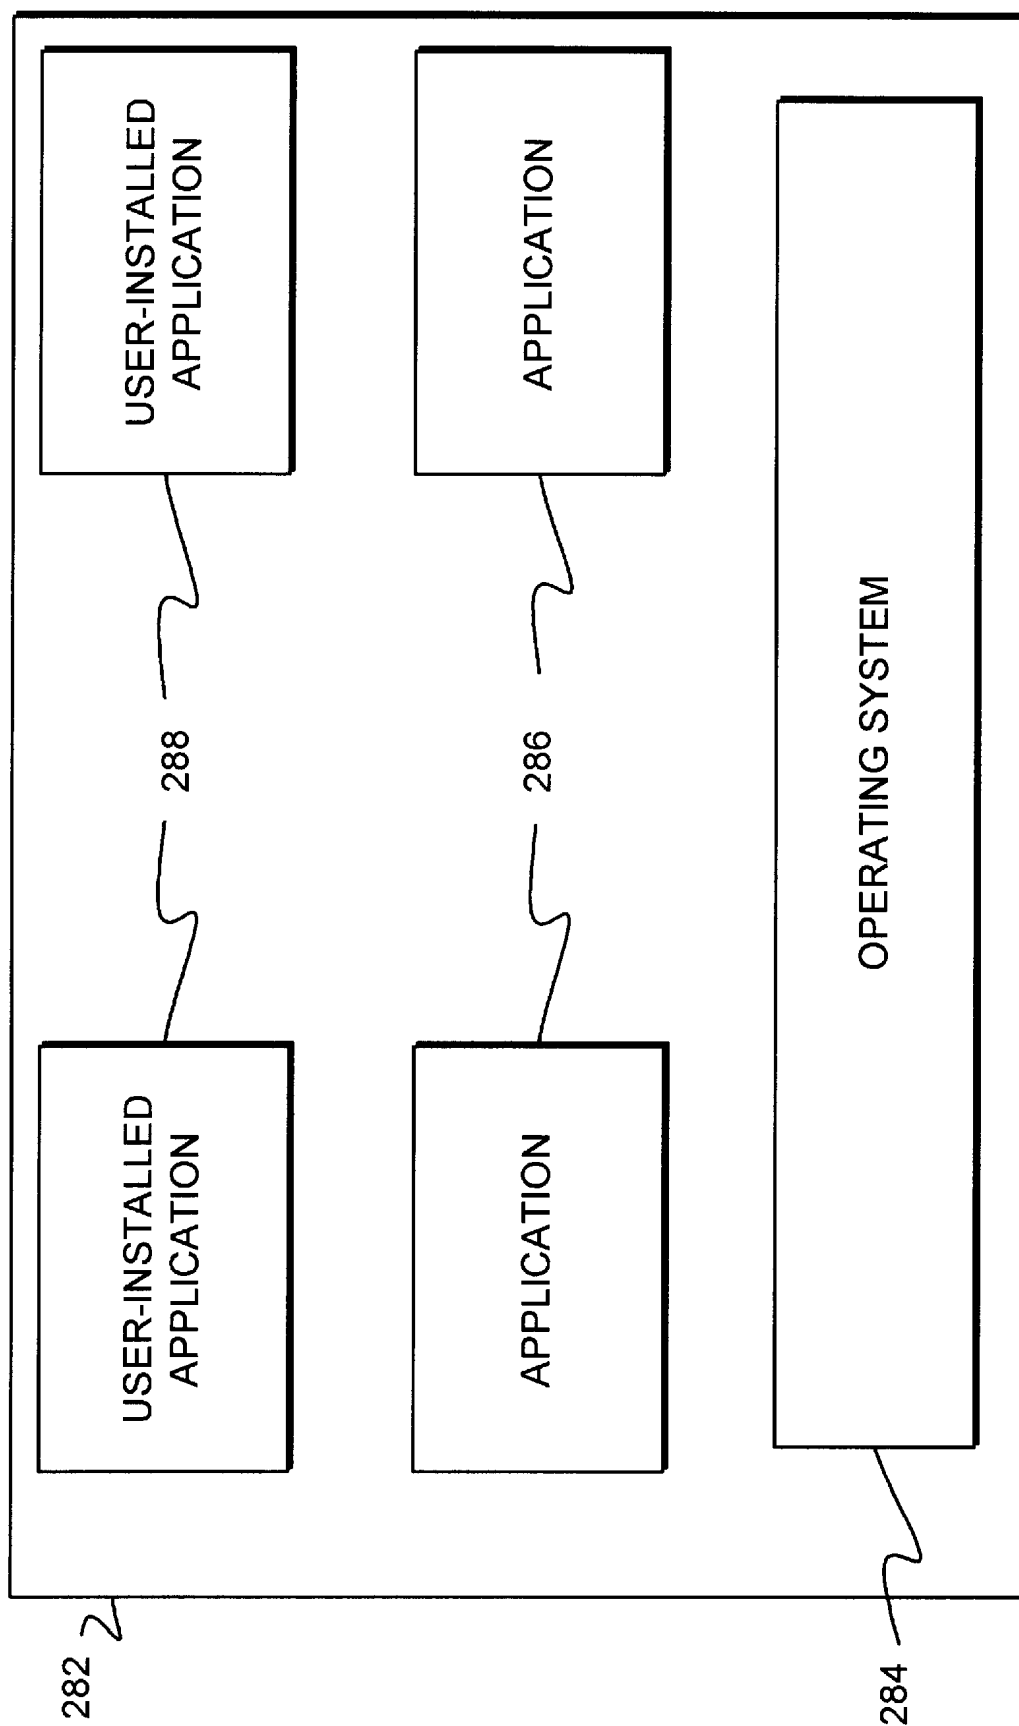 282
USER-INSTALLED
APPLICATION
288
USER-INSTALLED
APPLICATION
APPLICATION
286
APPLICATION
284
OPERATING SYSTEM